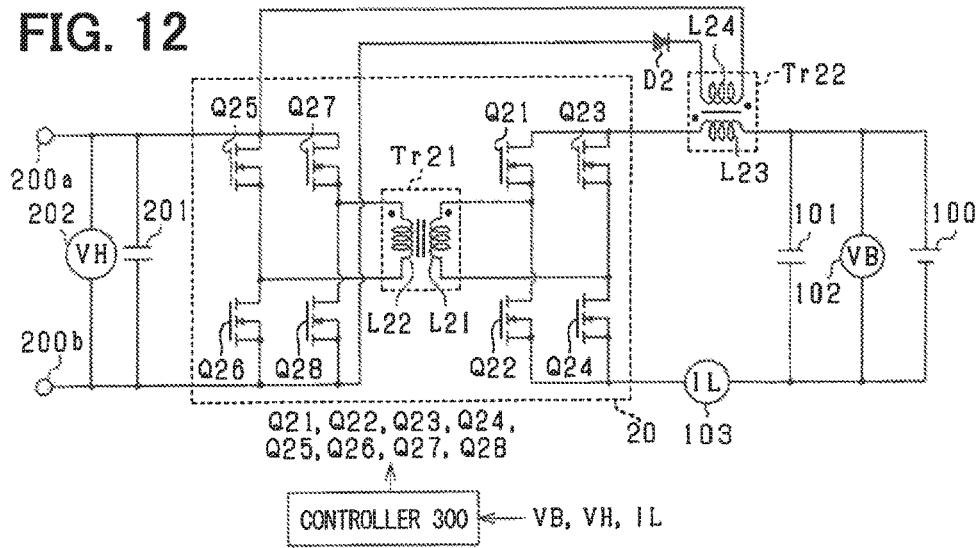 FIG. 12
L24
D2
Tr22
Q25
Q27
Q21
Q23
200a
Tr21
L23
202
201
101
100
VH
VB
102
L22
L21
200b
Q26
Q28
Q22
Q24
IL
Q21, Q22, Q23, Q24,
Q25, Q26, Q27, Q28
20
103
CONTROLLER 300
VB, VH, IL